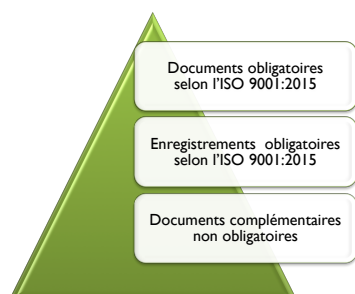 Documents obligatoires
selon l'ISO 9001:2015
Enregistrements obligatoires
selon l'ISO 9001:2015
Documents complémentaires
non obligatoires